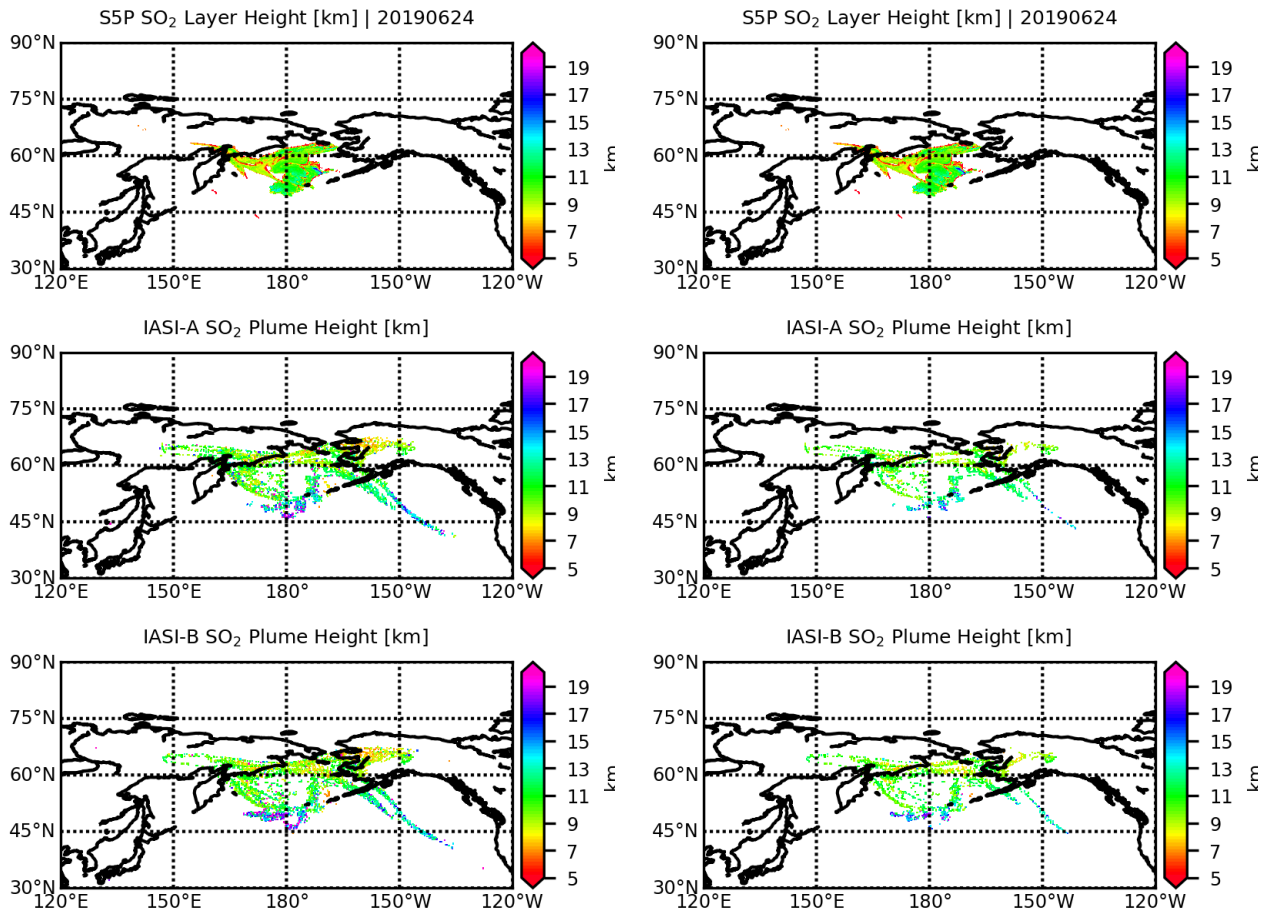 S5P SO₂ Layer Height [km] | 20190624
90°N
75°N
60°N
45°N
30°N
120°E 150°E 180° 150°W 120°W
19
17
15
13
11
9
7
5
km
S5P SO₂ Layer Height [km] | 20190624
90°N
75°N
60°N
45°N
30°N
120°E 150°E 180° 150°W 120°W
19
17
15
13
11
9
7
5
km
IASI-A SO₂ Plume Height [km]
90°N
75°N
60°N
45°N
30°N
120°E 150°E 180° 150°W 120°W
19
17
15
13
11
9
7
5
km
IASI-A SO₂ Plume Height [km]
90°N
75°N
60°N
45°N
30°N
120°E 150°E 180° 150°W 120°W
19
17
15
13
11
9
7
5
km
IASI-B SO₂ Plume Height [km]
90°N
75°N
60°N
45°N
30°N
120°E 150°E 180° 150°W 120°W
19
17
15
13
11
9
7
5
km
IASI-B SO₂ Plume Height [km]
90°N
75°N
60°N
45°N
30°N
120°E 150°E 180° 150°W 120°W
19
17
15
13
11
9
7
5
km